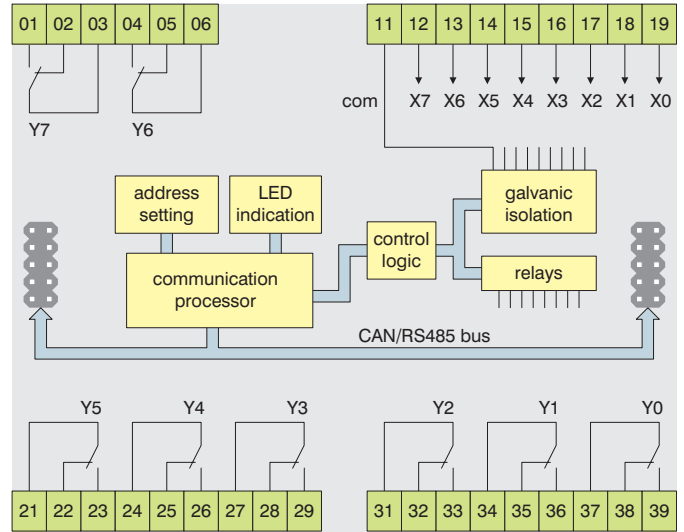 01 02 03 04 05 06 11 12 13 14 15 16 17 18 19
com X7 X6 X5 X4 X3 X2 X1 X0
Y7 Y6
address
setting
LED
indication
galvanic
isolation
control
logic
communication
processor
relays
CAN/RS485 bus
Y5 Y4 Y3 Y2 Y1 Y0
21 22 23 24 25 26 27 28 29 31 32 33 34 35 36 37 38 39